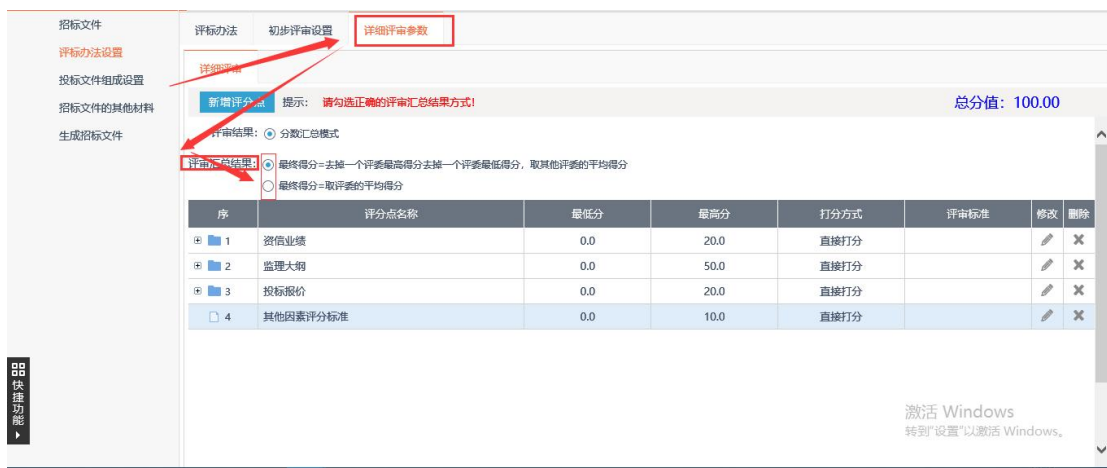 招标文件
评标办法设置
投标文件组成设置
招标文件的其他材料
生成招标文件
评标办法 初步评审设置 详细评审参数
详细评审
新增评分点 提示: 请勾选正确的评审汇总结果方式! 总分值: 100.00
评审结果: 分数汇总模式
评审汇总结果: 最终得分=去掉一个评委最高得分去掉一个评委最低得分, 取其他评委的平均得分
最终得分=取评委的平均得分
序 评分点名称 最低分 最高分 打分方式 评审标准 修改 删除
1 资信业绩 0.0 20.0 直接打分
2 监理大纲 0.0 50.0 直接打分
3 投标报价 0.0 20.0 直接打分
4 其他因素评分标准 0.0 10.0 直接打分
快捷功能
激活 Windows
转到"设置"以激活 Windows。